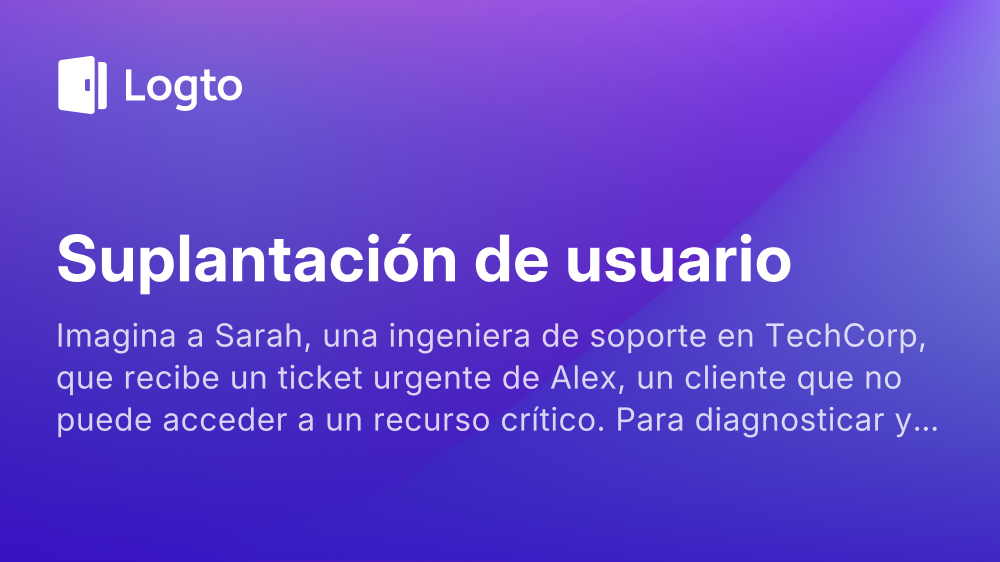 Logto
Suplantación de usuario
Imagina a Sarah, una ingeniera de soporte en TechCorp,
que recibe un ticket urgente de Alex, un cliente que no
puede acceder a un recurso crítico. Para diagnosticar y...